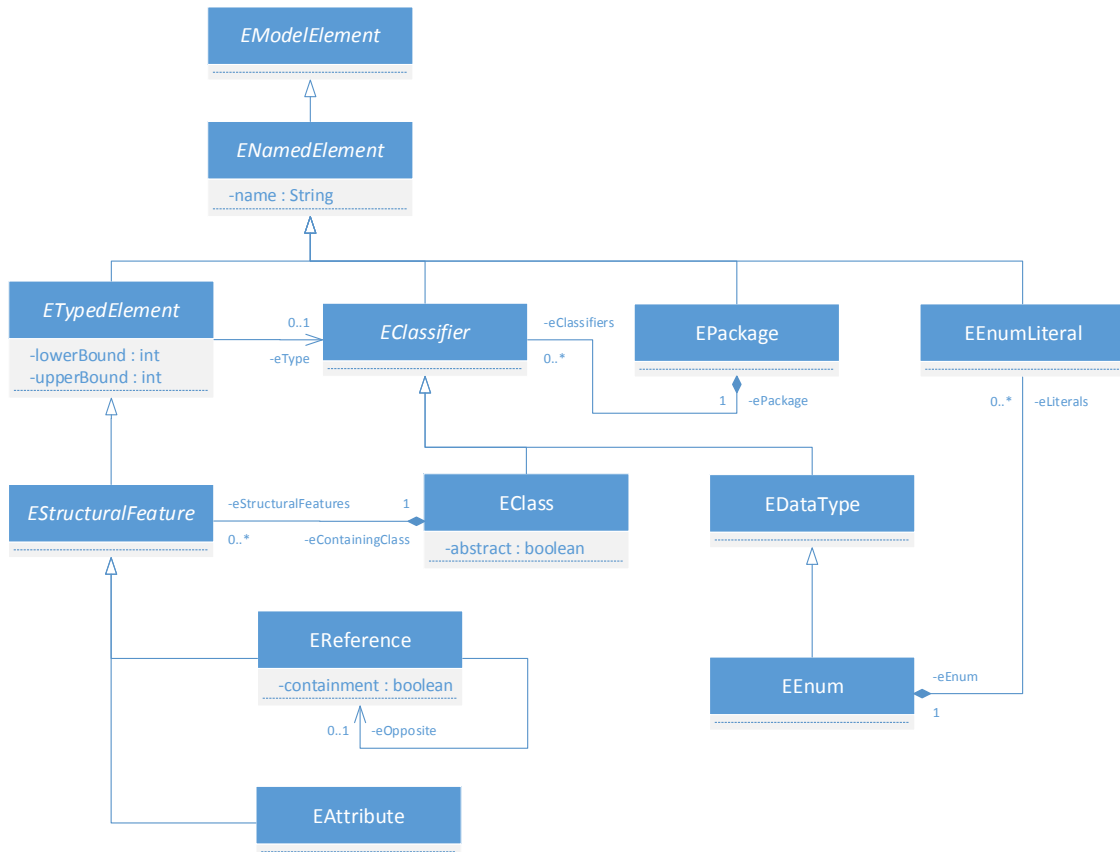 EModelElement
ENamedElement
-name : String
ETypedElement
-lowerBound : int
-upperBound : int
0..1
-eType
EClassifier
-eClassifiers
0..*
EPackage
1
-ePackage
EEnumLiteral
0..*
-eLiterals
EStructuralFeature
-eStructuralFeatures
1
0..*
-eContainingClass
EClass
-abstract : boolean
EDataType
EReference
-containment : boolean
0..1
-eOpposite
EEnum
-eEnum
1
EAttribute